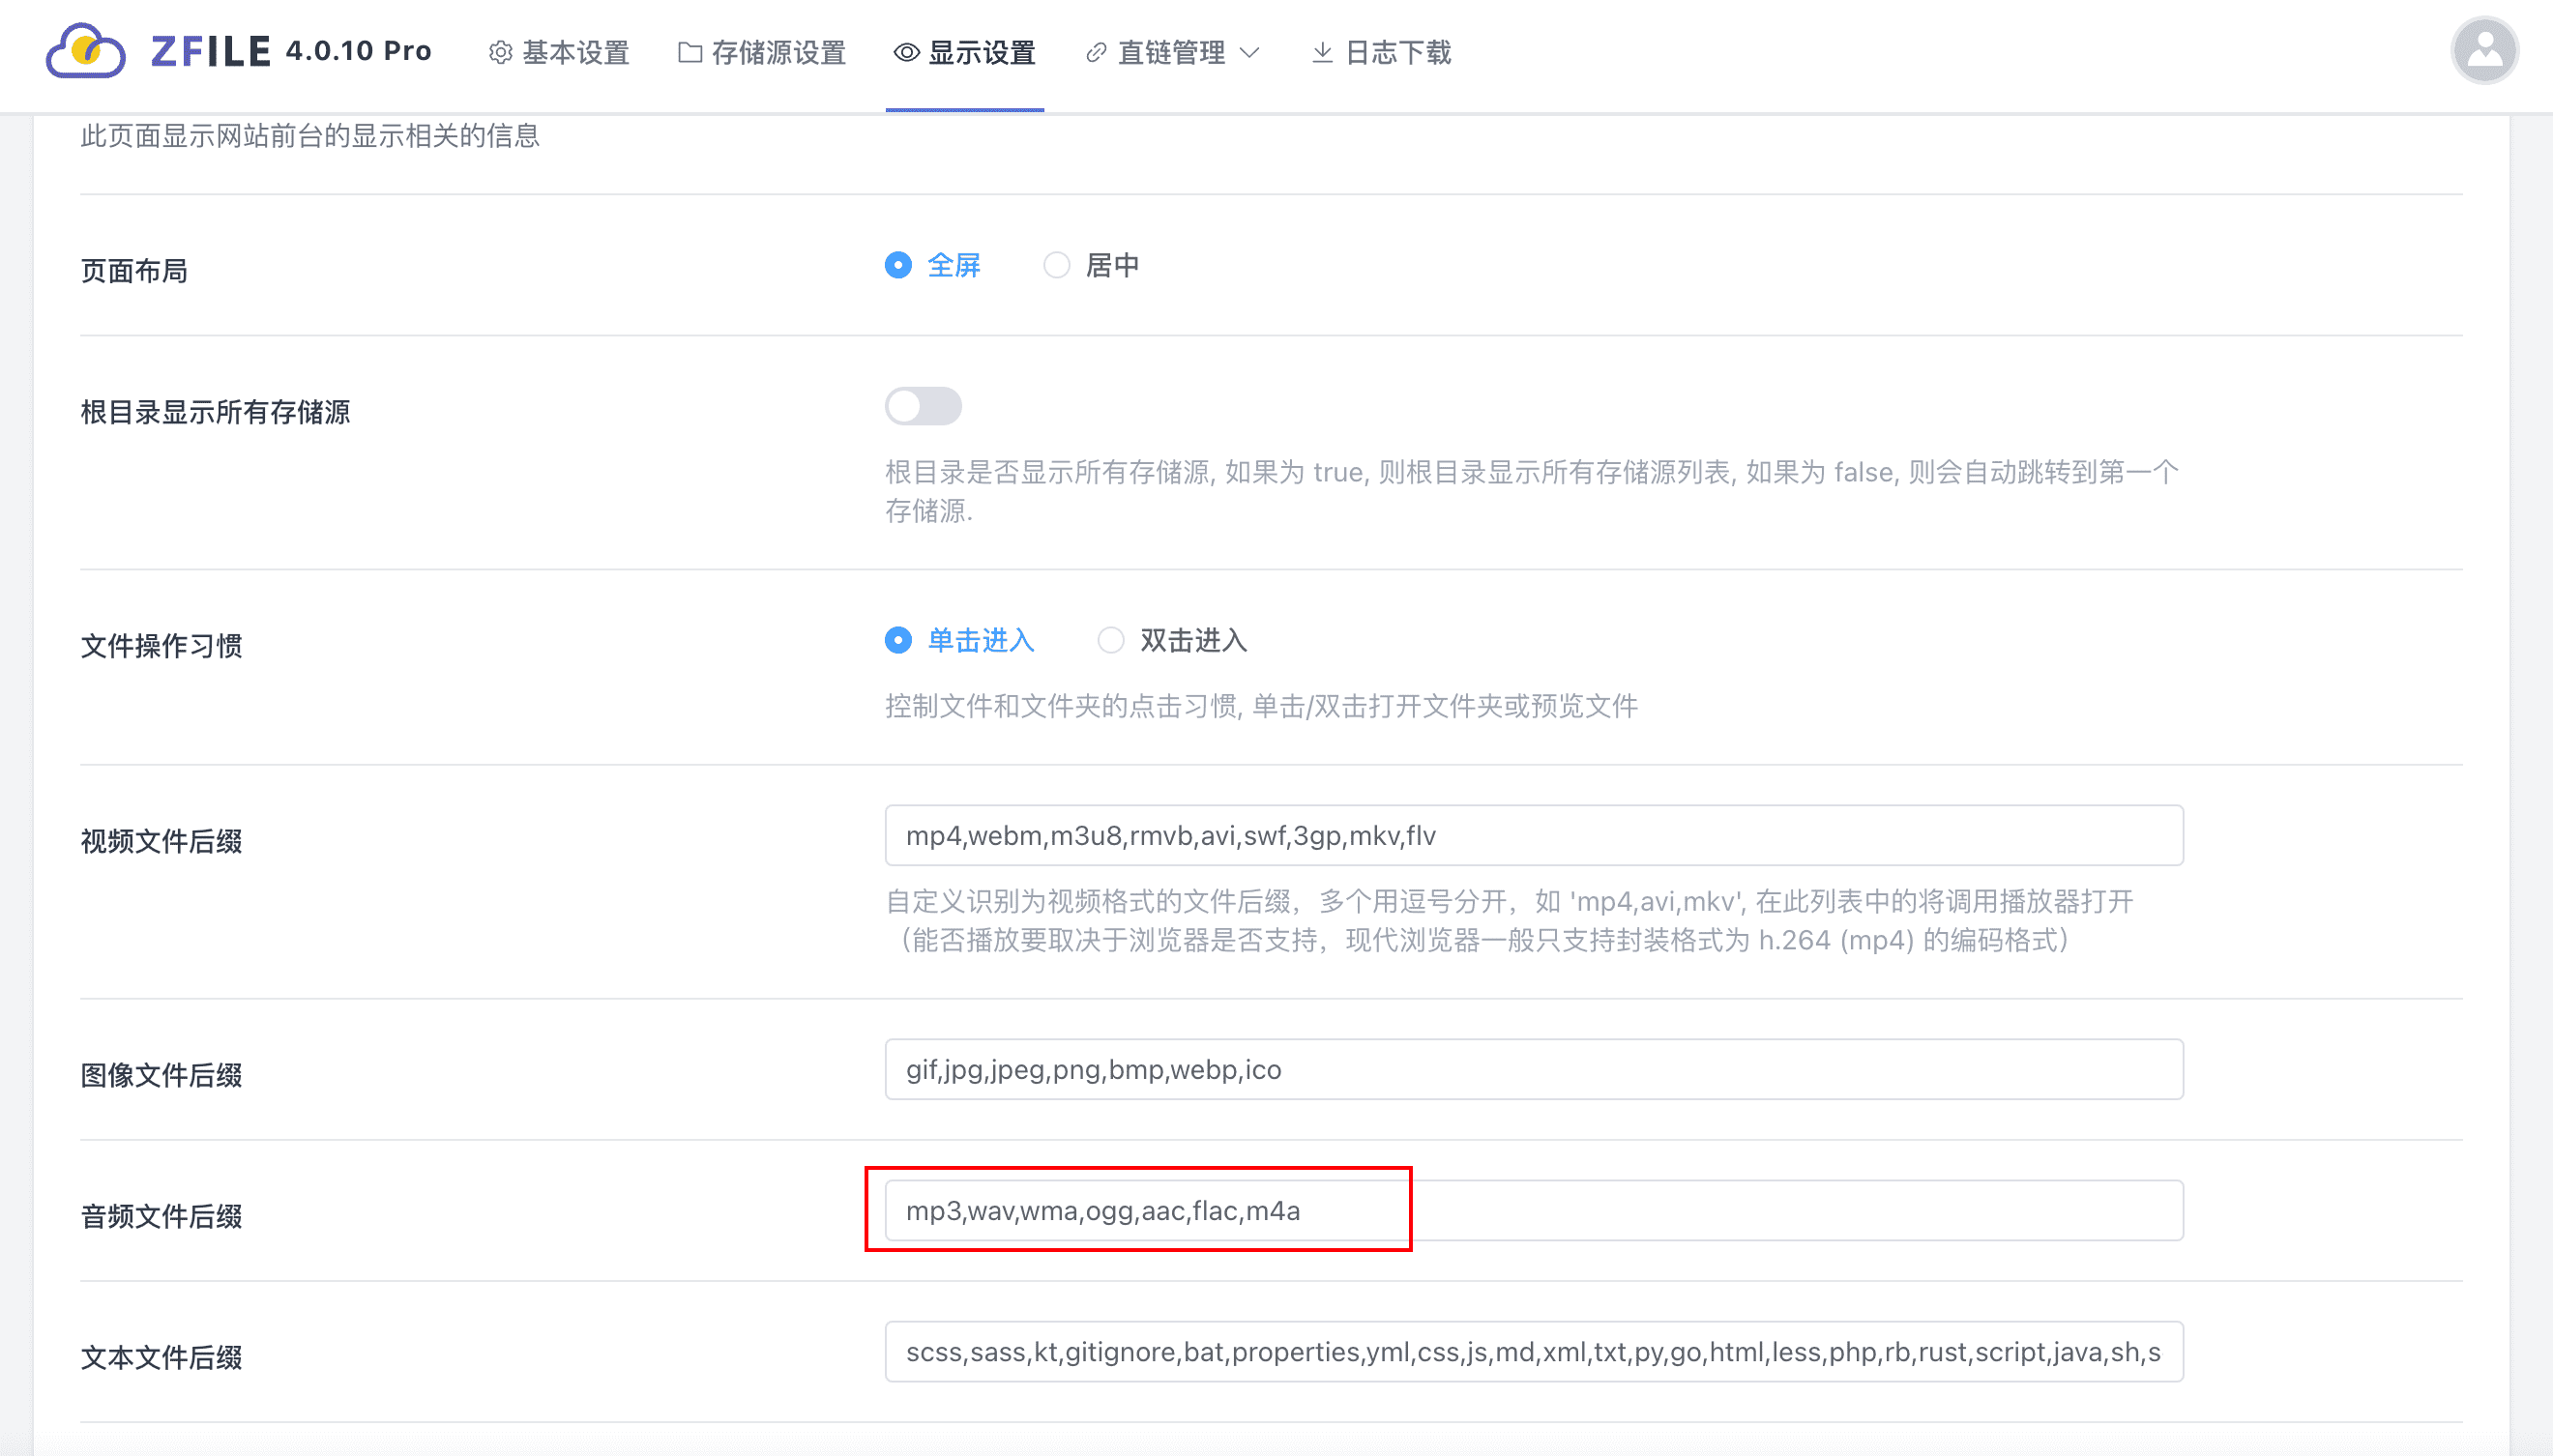 ZFILE 4.0.10 Pro 基本设置 存储源设置 显示设置 直链管理 日志下载
此页面显示网站前台的显示相关的信息
页面布局
全屏 居中
根目录显示所有存储源
根目录是否显示所有存储源, 如果为 true, 则根目录显示所有存储源列表, 如果为 false, 则会自动跳转到第一个
存储源.
文件操作习惯
单击进入 双击进入
控制文件和文件夹的点击习惯, 单击/双击打开文件夹或预览文件
视频文件后缀
mp4,webm,m3u8,rmvb,avi,swf,3gp,mkv,flv
自定义识别为视频格式的文件后缀，多个用逗号分开，如 'mp4,avi,mkv', 在此列表中的将调用播放器打开
（能否播放要取决于浏览器是否支持，现代浏览器一般只支持封装格式为 h.264 (mp4) 的编码格式）
图像文件后缀
gif,jpg,jpeg,png,bmp,webp,ico
音频文件后缀
mp3,wav,wma,ogg,aac,flac,m4a
文本文件后缀
scss,sass,kt,gitignore,bat,properties,yml,css,js,md,xml,txt,py,go,html,less,php,rb,rust,script,java,sh,s